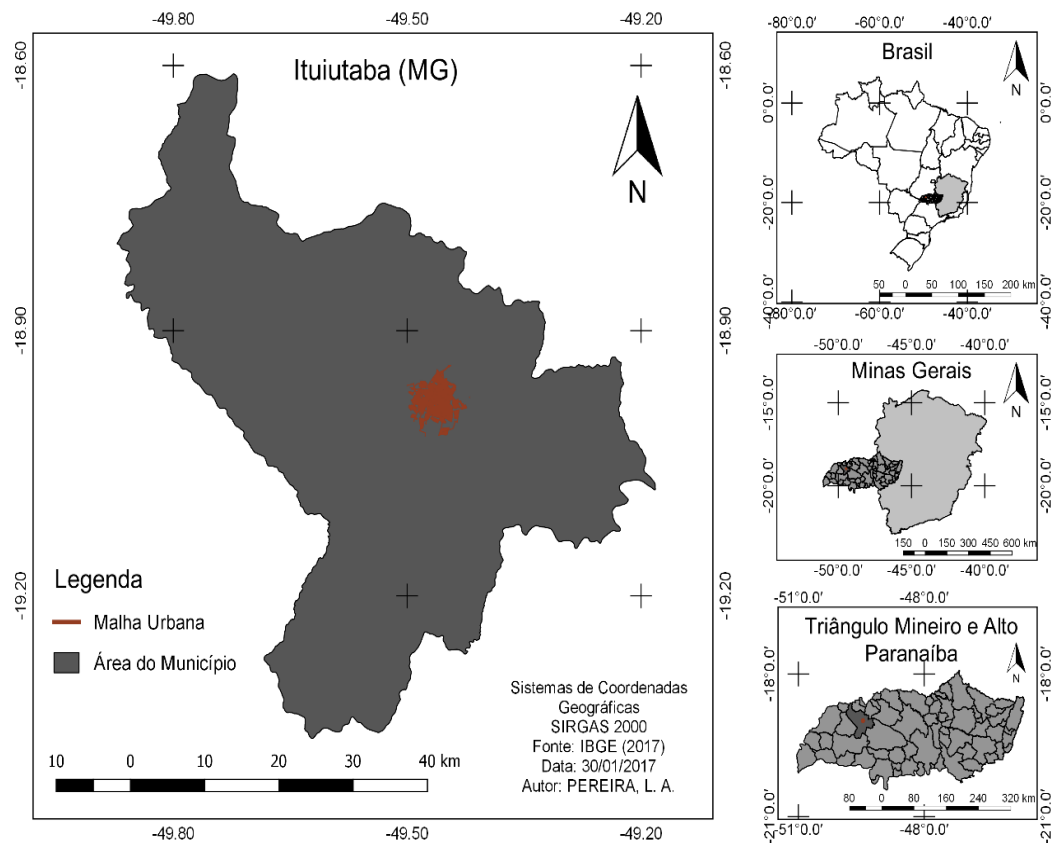 -49.80 -49.50 -49.20
-18.60 -18.60
Ituiutaba (MG)
N
-18.90 -18.90
-19.20 -19.20
Legenda
Malha Urbana
Área do Município
Sistemas de Coordenadas
Geográficas
SIRGAS 2000
Fonte: IBGE (2017)
Data: 30/01/2017
Autor: PEREIRA, L. A.
10 0 10 20 30 40 km
-49.80 -49.50 -49.20
-80°0.0′ -60°0.0′ -40°0.0′
Brasil
N
0°0.0′ 0°0.0′
-20°0.0′ -20°0.0′
50 0 50 100 150 200 km
-40°0.0′ -40°0.0′
-80°0.0′ -60°0.0′ -40°0.0′
-50°0.0′ -45°0.0′ -40°0.0′
Minas Gerais
N
-15°0.0′ -15°0.0′
-20°0.0′ -20°0.0′
150 0 150 300 450 600 km
-50°0.0′ -45°0.0′ -40°0.0′
-51°0.0′ -48°0.0′
Triângulo Mineiro e Alto
Paranaíba
N
-18°0.0′ -18°0.0′
80 0 80 160 240 320
-21°0.0′ -21°0.0′
-51°0.0′ -48°0.0′
km